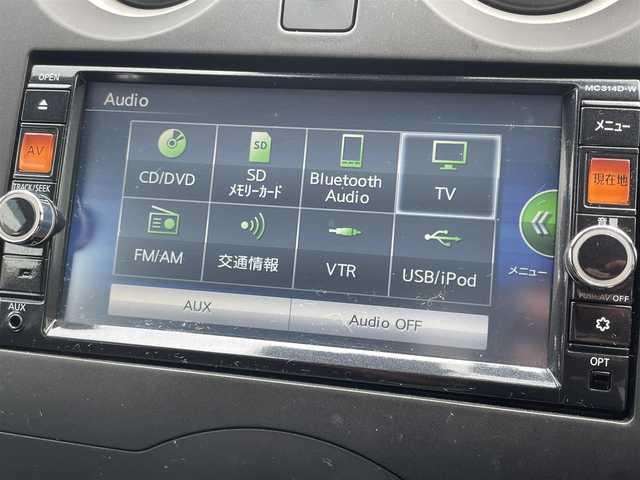 OPEN
MC314D-W
Audio
メニュー
AV
現在地
CD/DVD
SD
メモリーカード
Bluetooth
Audio
TV
TRACK/SEEK
音量
FM/AM
交通情報
VTR
USB/iPod
メニュー
PUSH AV OFF
AUX
AUX
Audio OFF
OPT